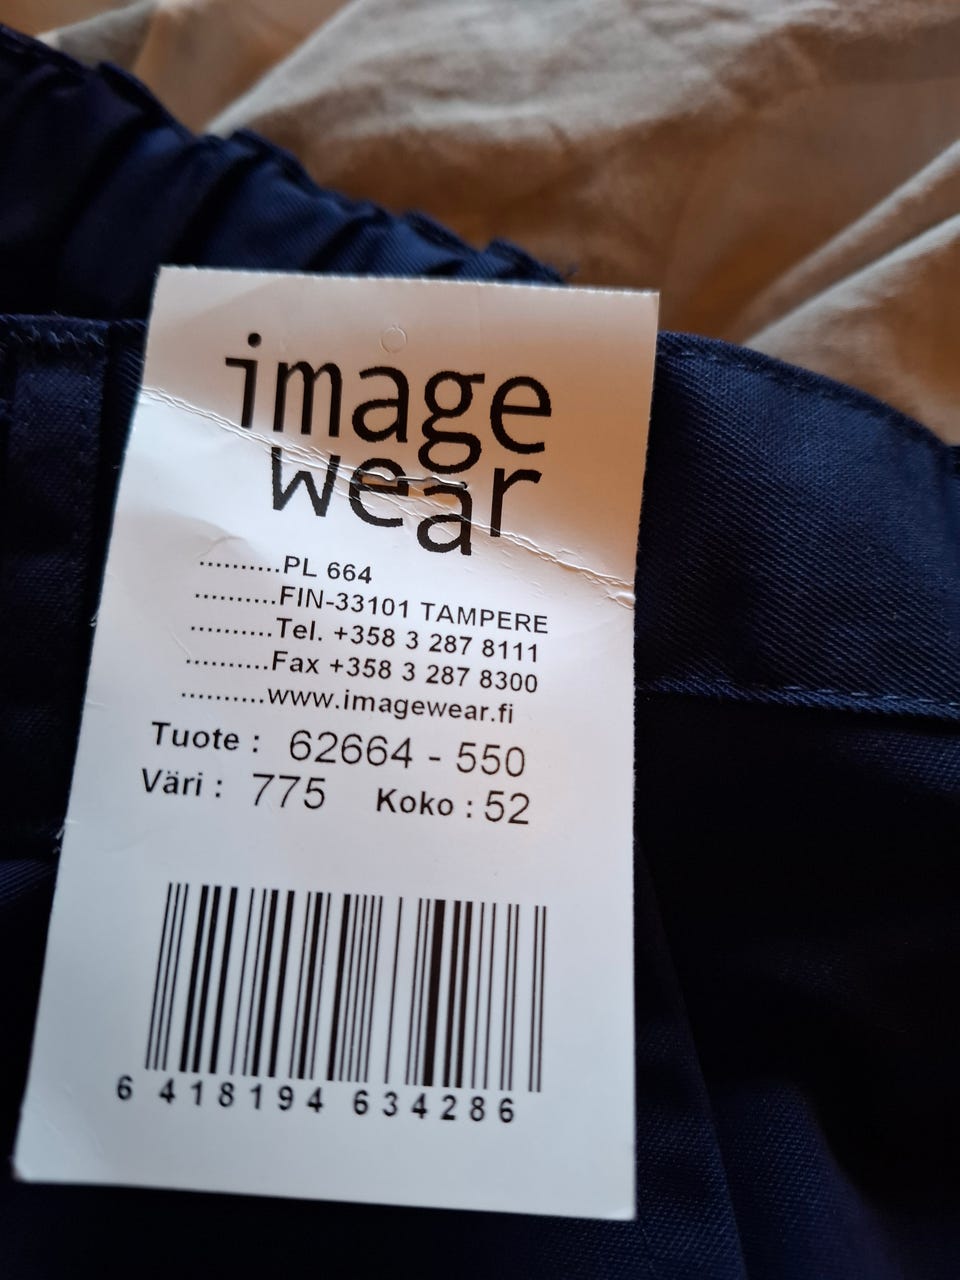 image
wear
..........PL 664
..........FIN-33101 TAMPERE
..........Tel. +358 3 287 8111
..........Fax +358 3 287 8300
..........www.imagewear.fi
Tuote : 62664 - 550
Väri : 775 Koko : 52
6 418194 634286